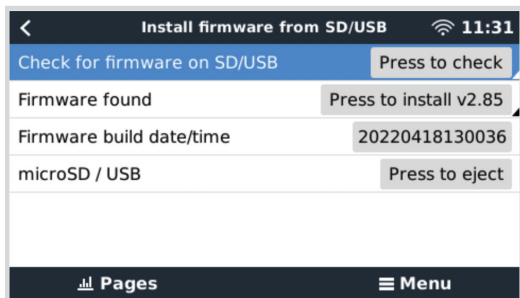 Install firmware from SD/USB 11:31
Check for firmware on SD/USB Press to check
Firmware found Press to install v2.85
Firmware build date/time 20220418130036
microSD / USB Press to eject
Pages Menu